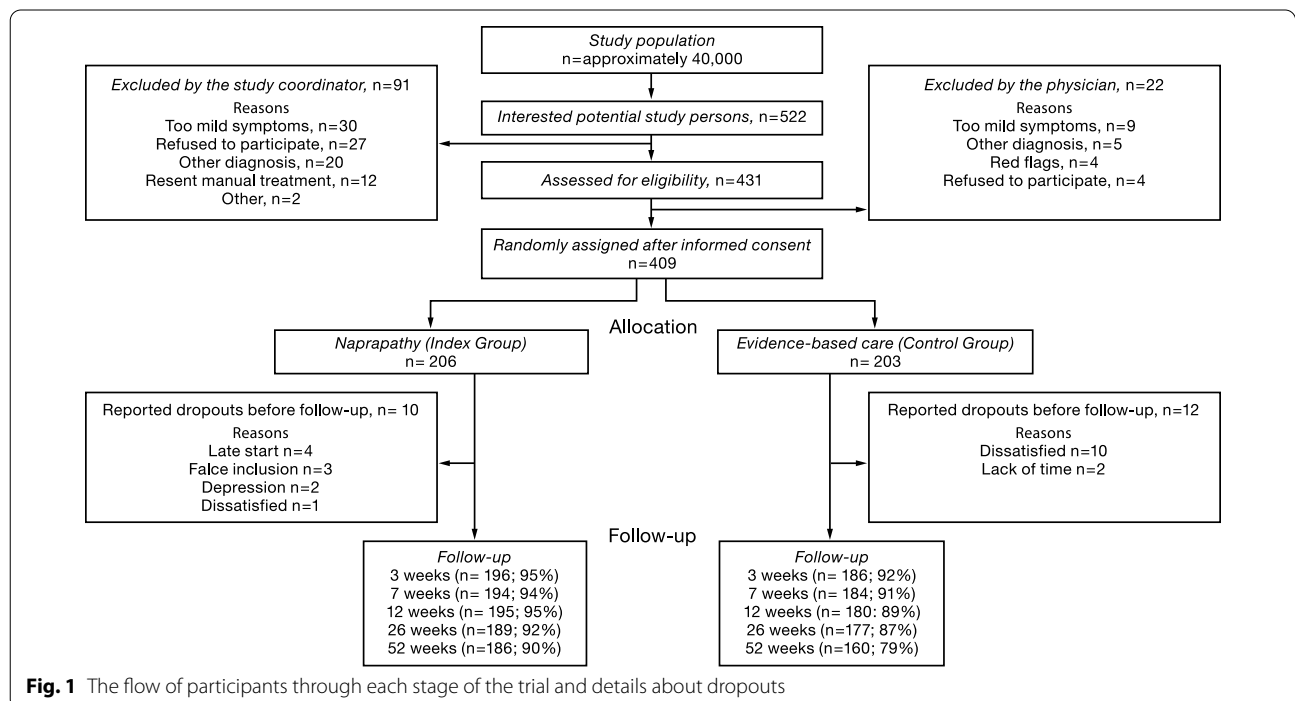 Study population
n=approximately 40,000
Excluded by the study coordinator, n=91
Reasons
Too mild symptoms, n=30
Refused to participate, n=27
Other diagnosis, n=20
Resent manual treatment, n=12
Other, n=2
Excluded by the physician, n=22
Reasons
Too mild symptoms, n=9
Other diagnosis, n=5
Red flags, n=4
Refused to participate, n=4
Interested potential study persons, n=522
Assessed for eligibility, n=431
Randomly assigned after informed consent
n=409
Allocation
Naprapathy (Index Group)
n= 206
Evidence-based care (Control Group)
n= 203
Reported dropouts before follow-up, n= 10
Reasons
Late start n=4
Falce inclusion n=3
Depression n=2
Dissatisfied n=1
Reported dropouts before follow-up, n=12
Reasons
Dissatisfied n=10
Lack of time n=2
Follow-up
Follow-up
3 weeks (n= 196; 95%)
7 weeks (n= 194; 94%)
12 weeks (n= 195; 95%)
26 weeks (n=189; 92%)
52 weeks (n=186; 90%)
Follow-up
3 weeks (n= 186; 92%)
7 weeks (n= 184; 91%)
12 weeks (n= 180: 89%)
26 weeks (n=177; 87%)
52 weeks (n=160; 79%)
Fig. 1 The flow of participants through each stage of the trial and details about dropouts